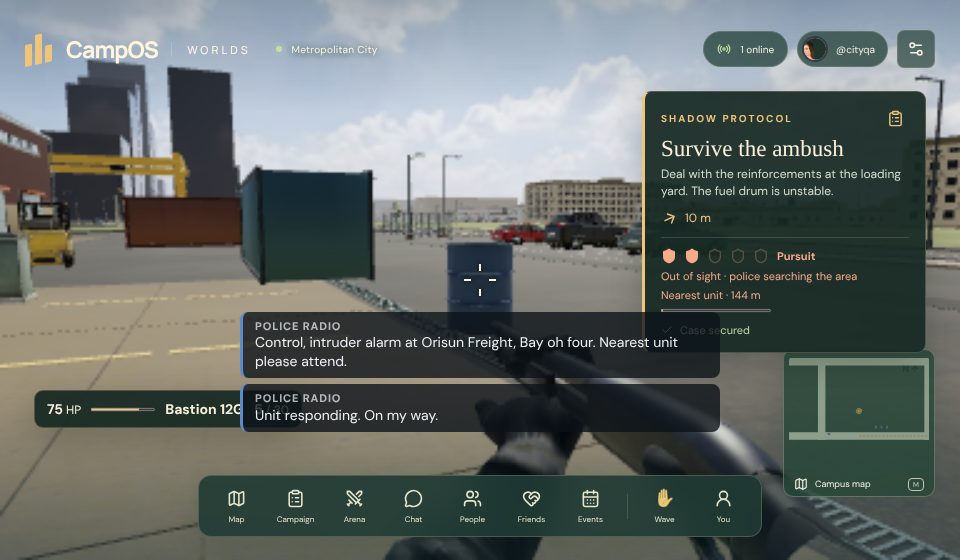 CampOS
WORLDS
Metropolitan City
1 online
@cityqa
SHADOW PROTOCOL
Survive the ambush
Deal with the reinforcements at the loading
yard. The fuel drum is unstable.
10 m
Pursuit
Out of sight · police searching the area
Nearest unit · 144 m
Case secured
POLICE RADIO
Control, intruder alarm at Orisun Freight, Bay oh four. Nearest unit
please attend.
POLICE RADIO
Unit responding. On my way.
75 HP
Bastion 12G
N
Campus map
M
Map
Campaign
Arena
Chat
People
Friends
Events
Wave
You